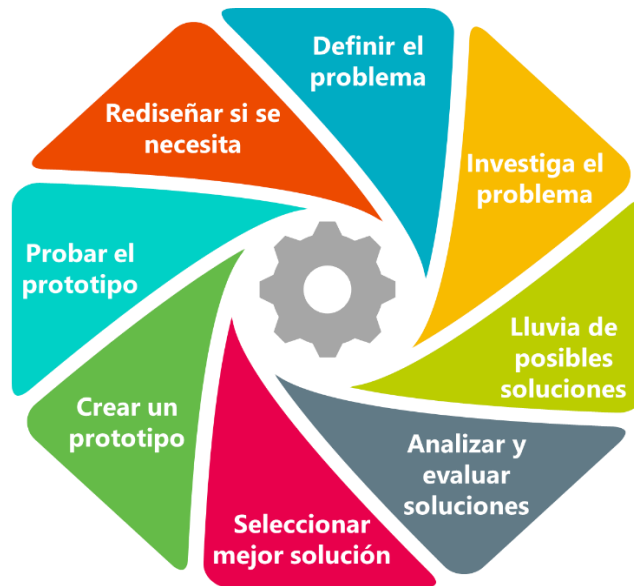 Definir el
problema
Investiga el
problema
Lluvia de
posibles
soluciones
Analizar y
evaluar
soluciones
Seleccionar
mejor solución
Crear un
prototipo
Probar el
prototipo
Rediseñar si se
necesita